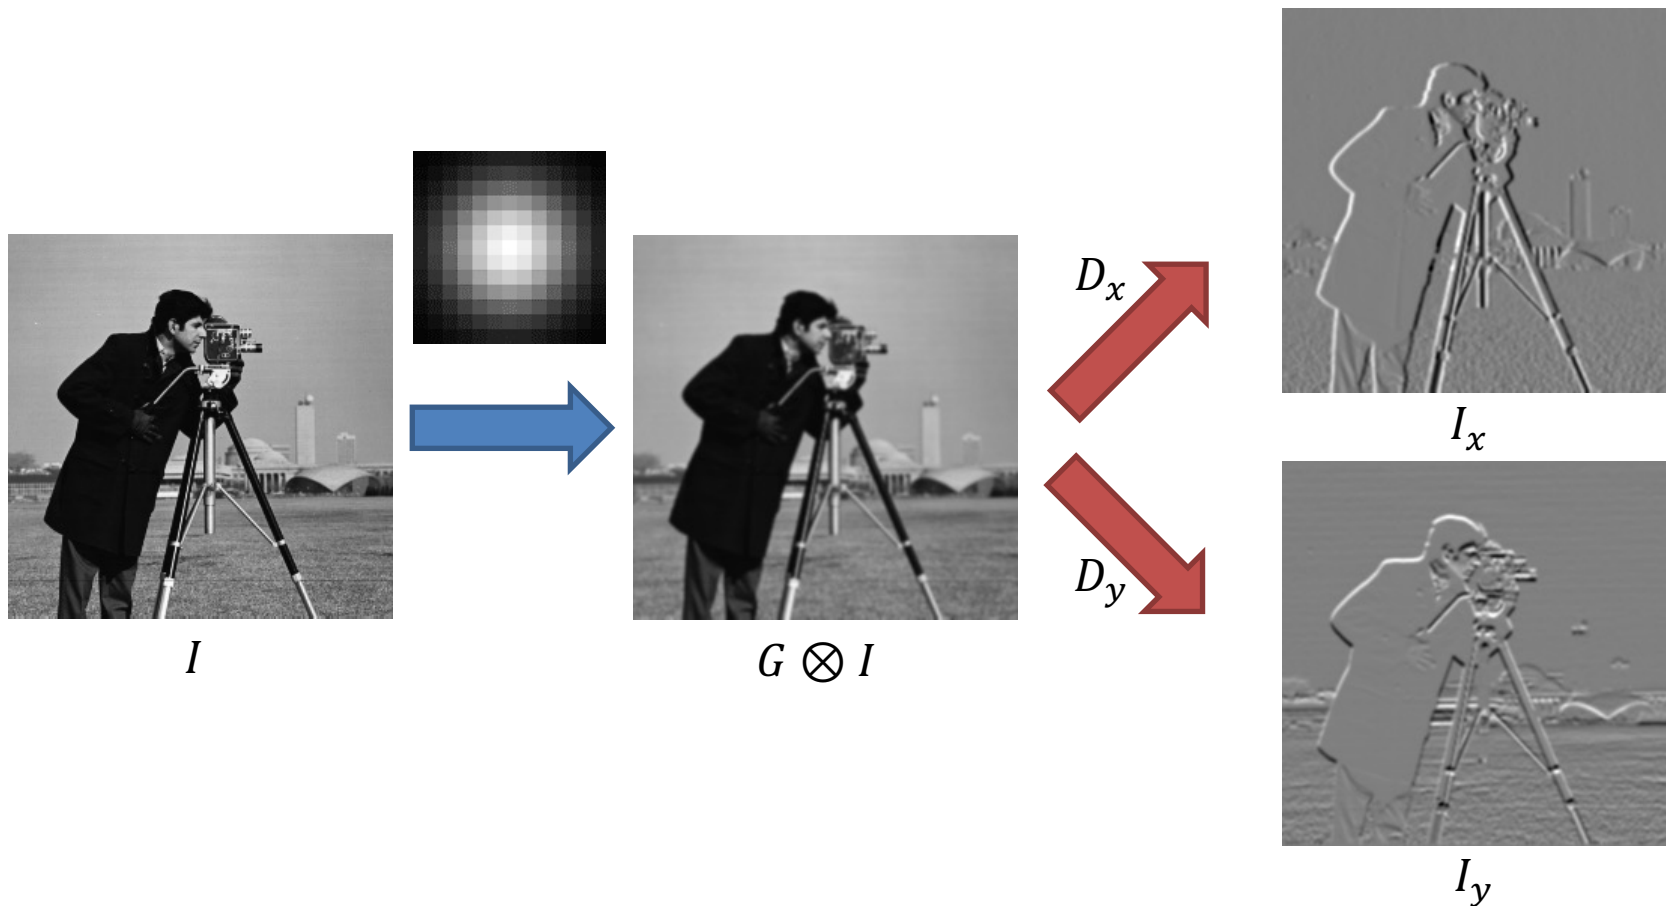 I
G ⊗ I
D_x
D_y
I_x
I_y